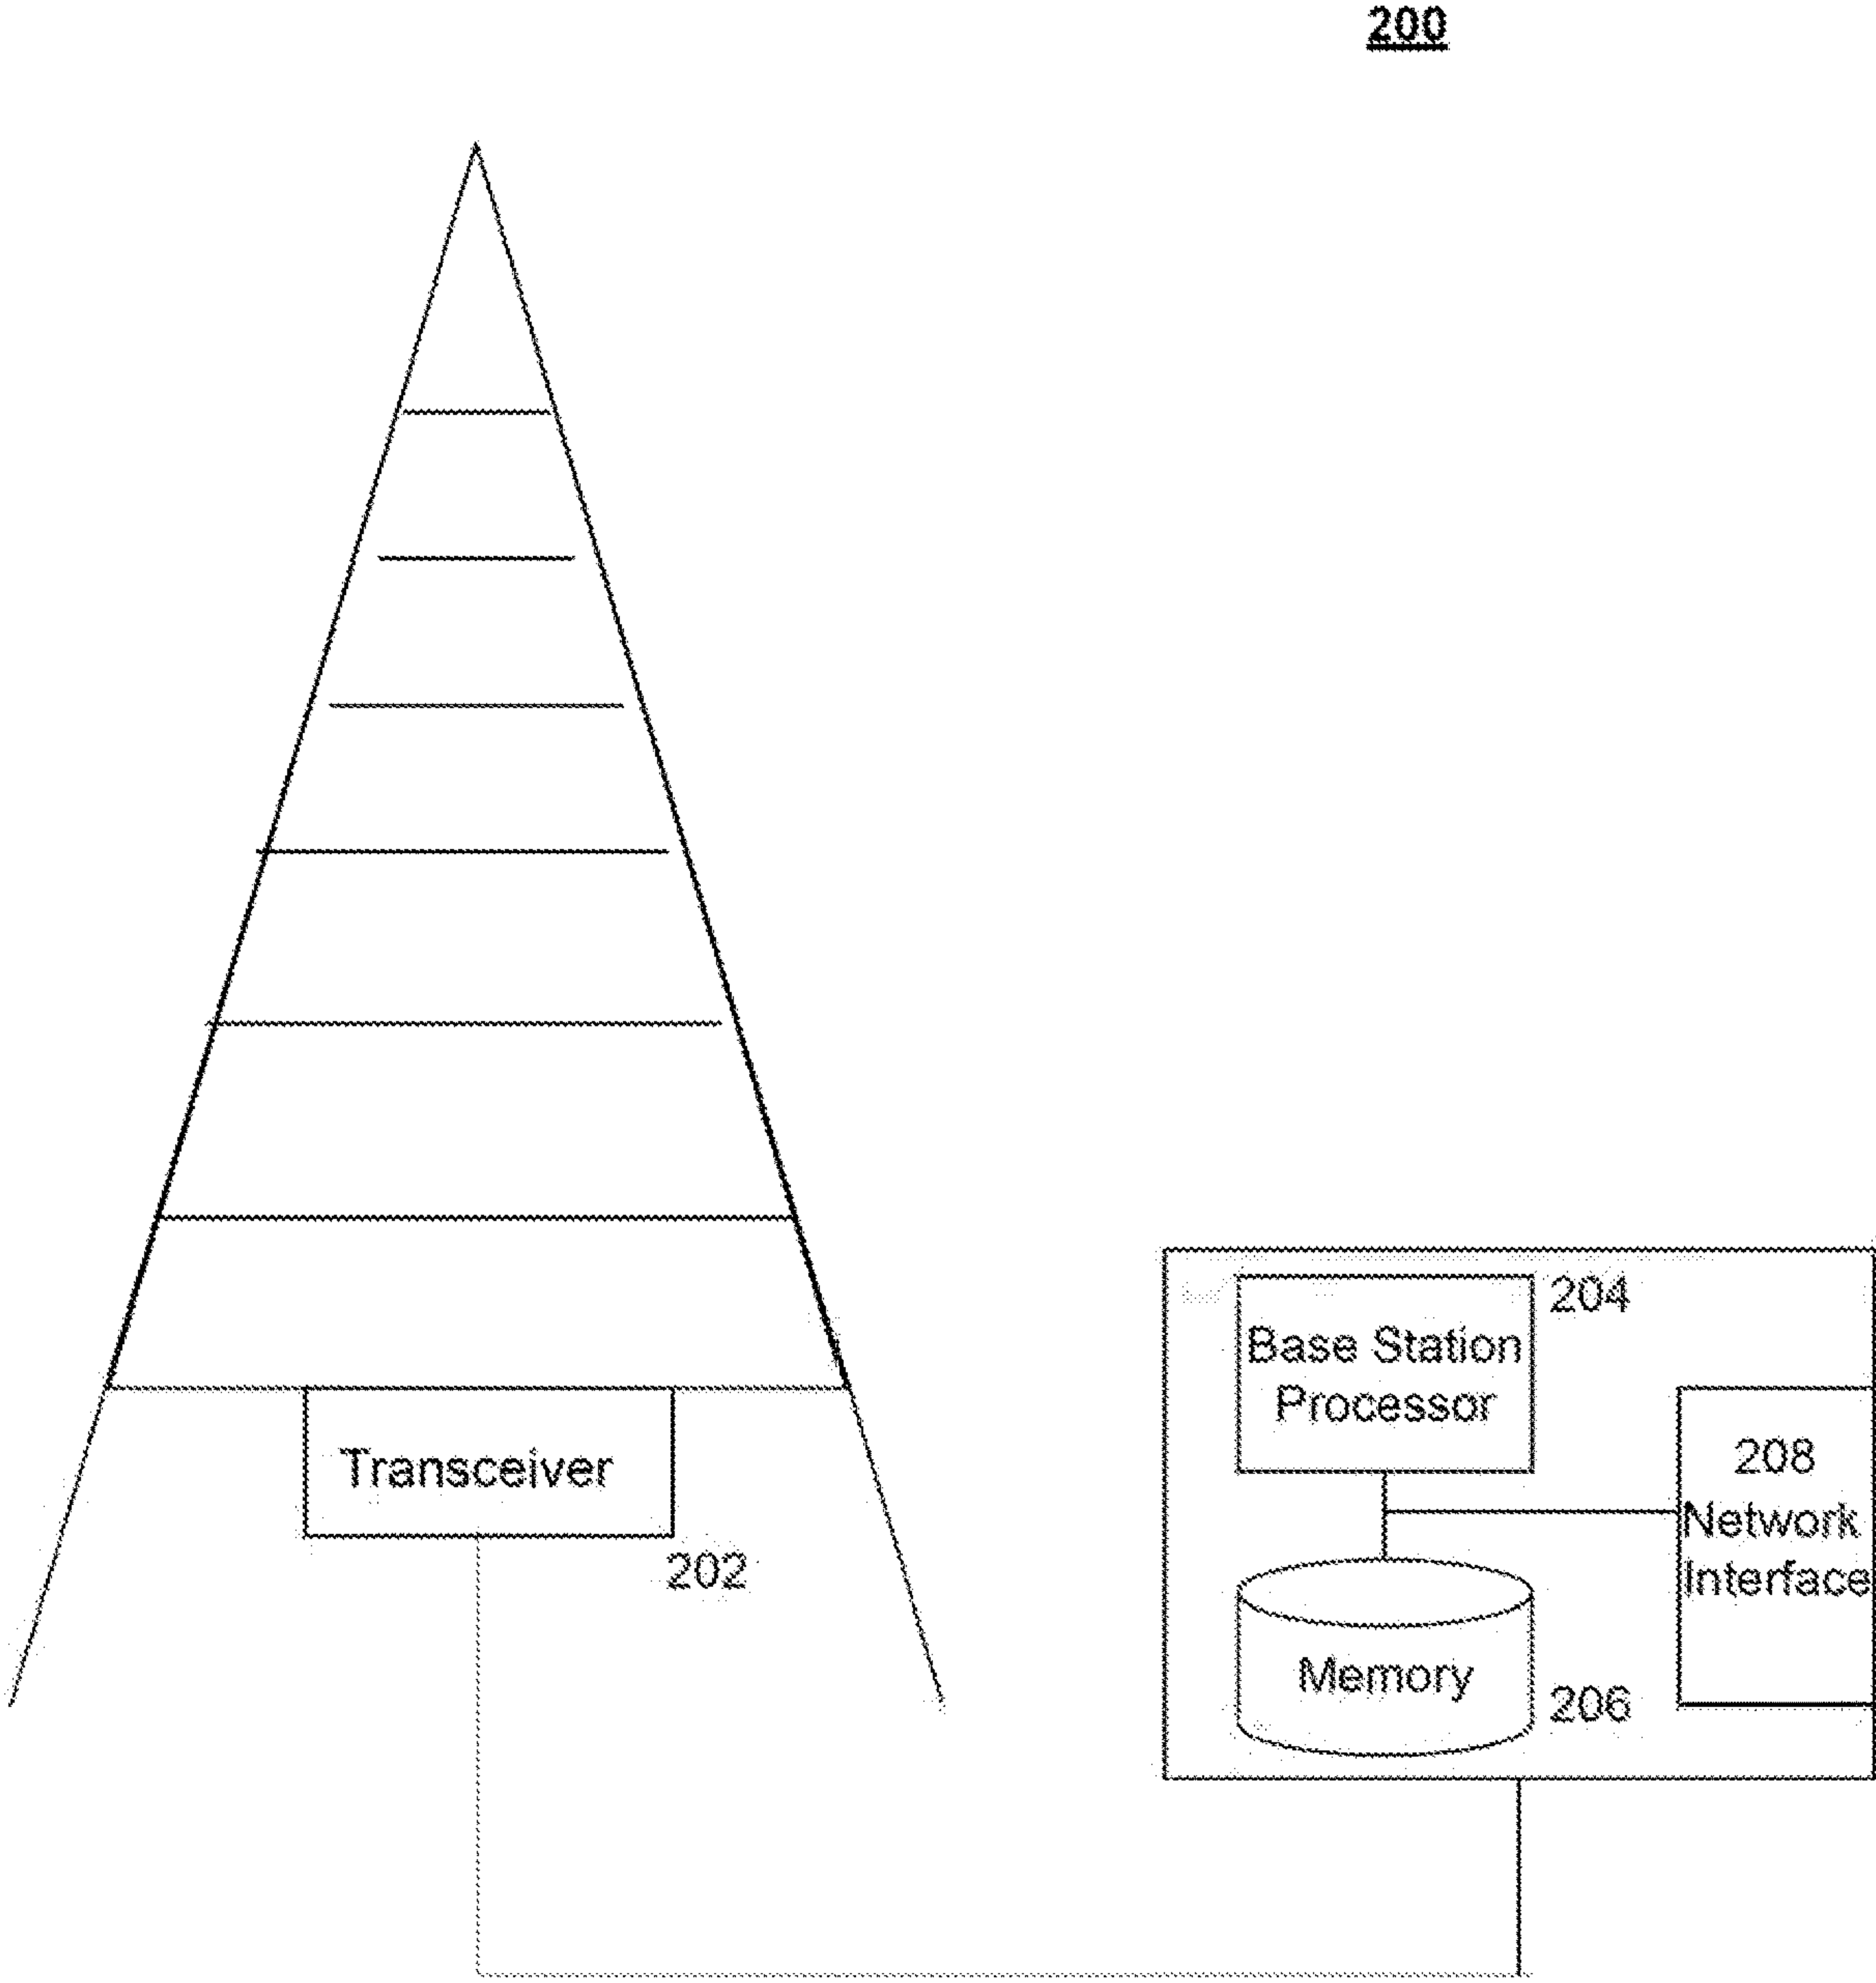 200
204
Base Station
Processor
208
Network
Interface
Transceiver
202
Memory
206